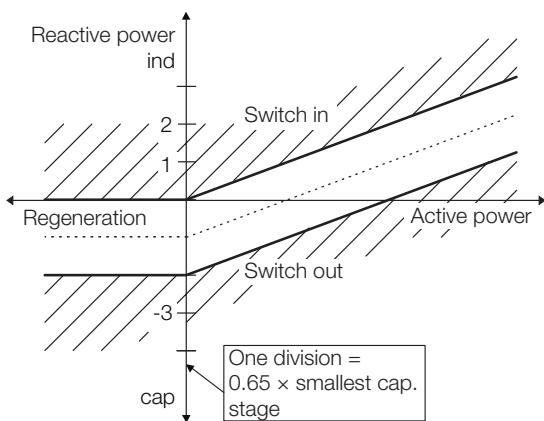 Reactive power
ind
2
1
Switch in
Regeneration
Active power
Switch out
-3
One division =
0.65 × smallest cap.
stage
cap